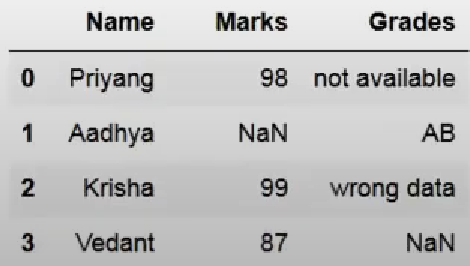 Name Marks Grades
0 Priyang 98 not available
1 Aadhya NaN AB
2 Krisha 99 wrong data
3 Vedant 87 NaN